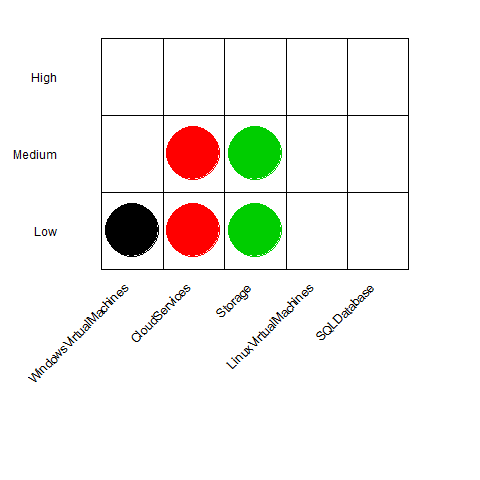 High
Medium
Low
WindowsVirtualMachines
CloudServices
Storage
LinuxVirtualMachines
SQLDatabase